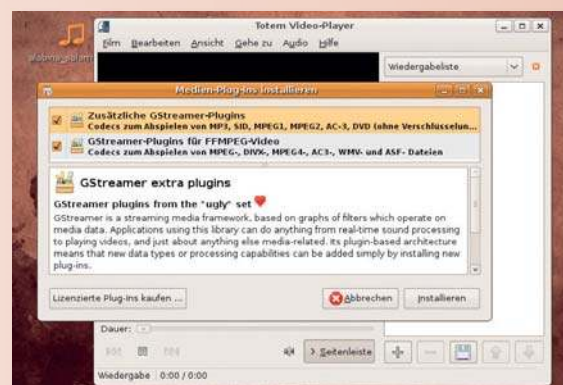 Totem Video-Player
Film Bearbeiten Ansicht Gehe zu Audio Hilfe
Wiedergabeliste
Medien-Plug-ins installieren
Zusätzliche GStreamer-Plugins
Codecs zum Abspielen von MP3, SID, MPEG1, MPEG2, AC-3, DVD (ohne Verschlüsselun...
GStreamer-Plugins für FFMPEG-Video
Codecs zum Abspielen von MPEG-, DIVX-, MPEG4-, AC3-, WMV- und ASF- Dateien
GStreamer extra plugins
GStreamer plugins from the "ugly" set
GStreamer is a streaming media framework, based on graphs of filters which operate on
media data. Applications using this library can do anything from real-time sound processing
to playing videos, and just about anything else media-related. Its plugin-based architecture
means that new data types or processing capabilities can be added simply by installing new
plug-ins.
Lizenzierte Plug-Ins kaufen ...
Abbrechen
Installieren
Dauer:
Seitenleiste
Wiedergabe 0:00 / 0:00